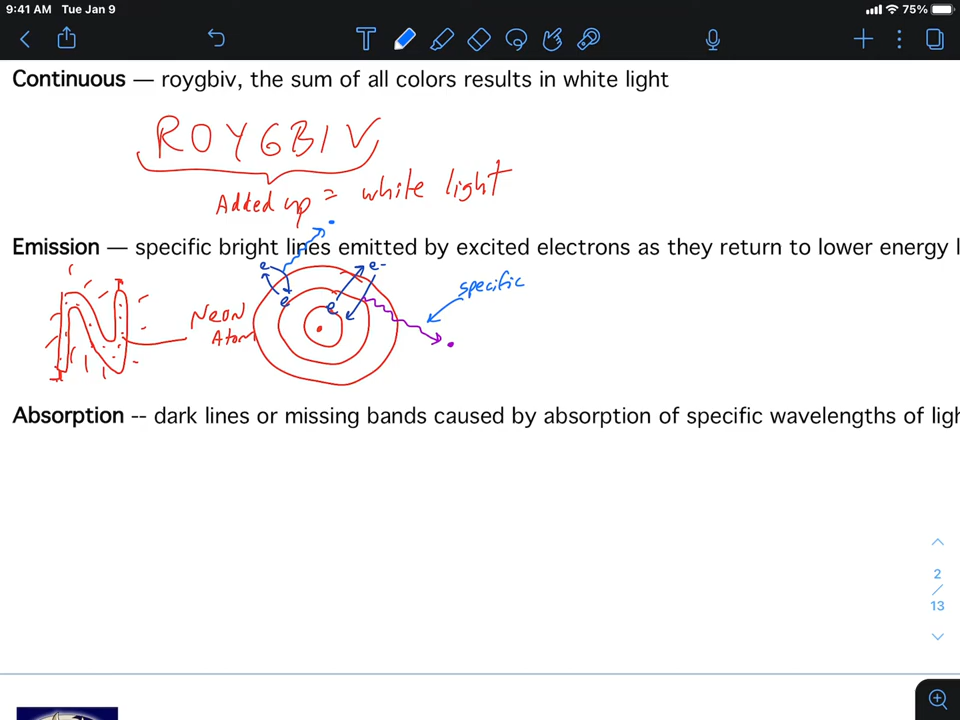 9:41 AM Tue Jan 9 75%
Continuous — roygbiv, the sum of all colors results in white light
ROYGBIV
Added up = white light
Emission — specific bright lines emitted by excited electrons as they return to lower energy l
e e-
specific
e e
Neon
Atom
Absorption -- dark lines or missing bands caused by absorption of specific wavelengths of ligh
2
/
13